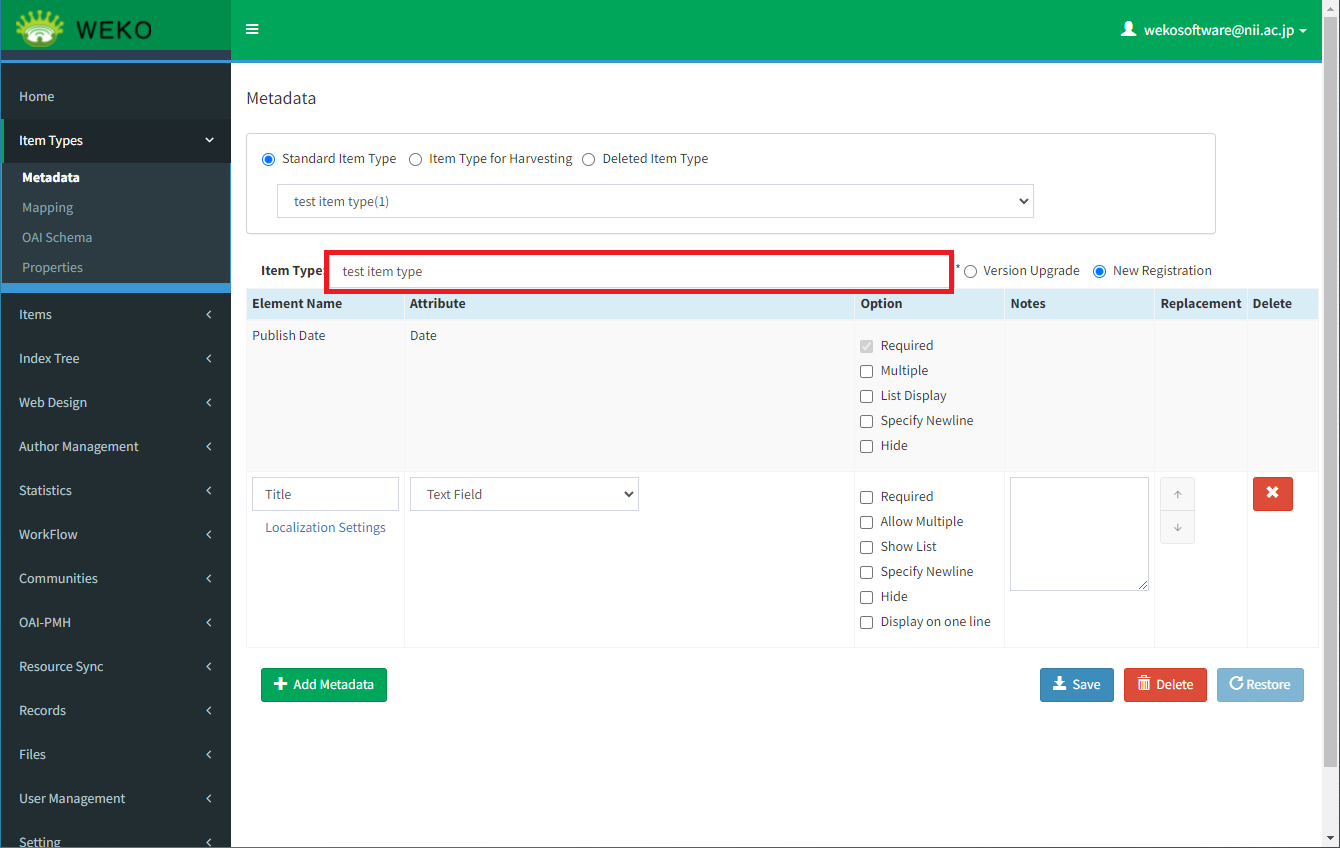 WEKO
wekosoftware@nii.ac.jp
Home
Item Types
Metadata
Mapping
OAI Schema
Properties
Items
Index Tree
Web Design
Author Management
Statistics
WorkFlow
Communities
OAI-PMH
Resource Sync
Records
Files
User Management
Setting
Metadata
Standard Item Type Item Type for Harvesting Deleted Item Type
test item type(1)
Item Type: test item type * Version Upgrade New Registration
Element Name Attribute Option Notes Replacement Delete
Publish Date Date
Required
Multiple
List Display
Specify Newline
Hide
Title Text Field
Localization Settings
Required
Allow Multiple
Show List
Specify Newline
Hide
Display on one line
Add Metadata Save Delete Restore